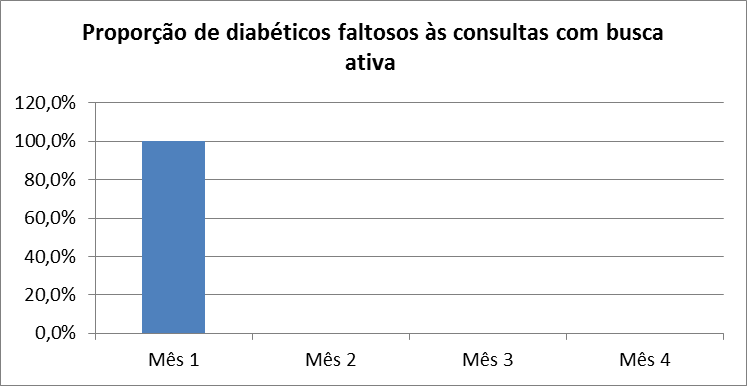 Proporção de diabéticos faltosos às consultas com busca
ativa
120,0%
100,0%
80,0%
60,0%
40,0%
20,0%
0,0%
Mês 1 Mês 2 Mês 3 Mês 4